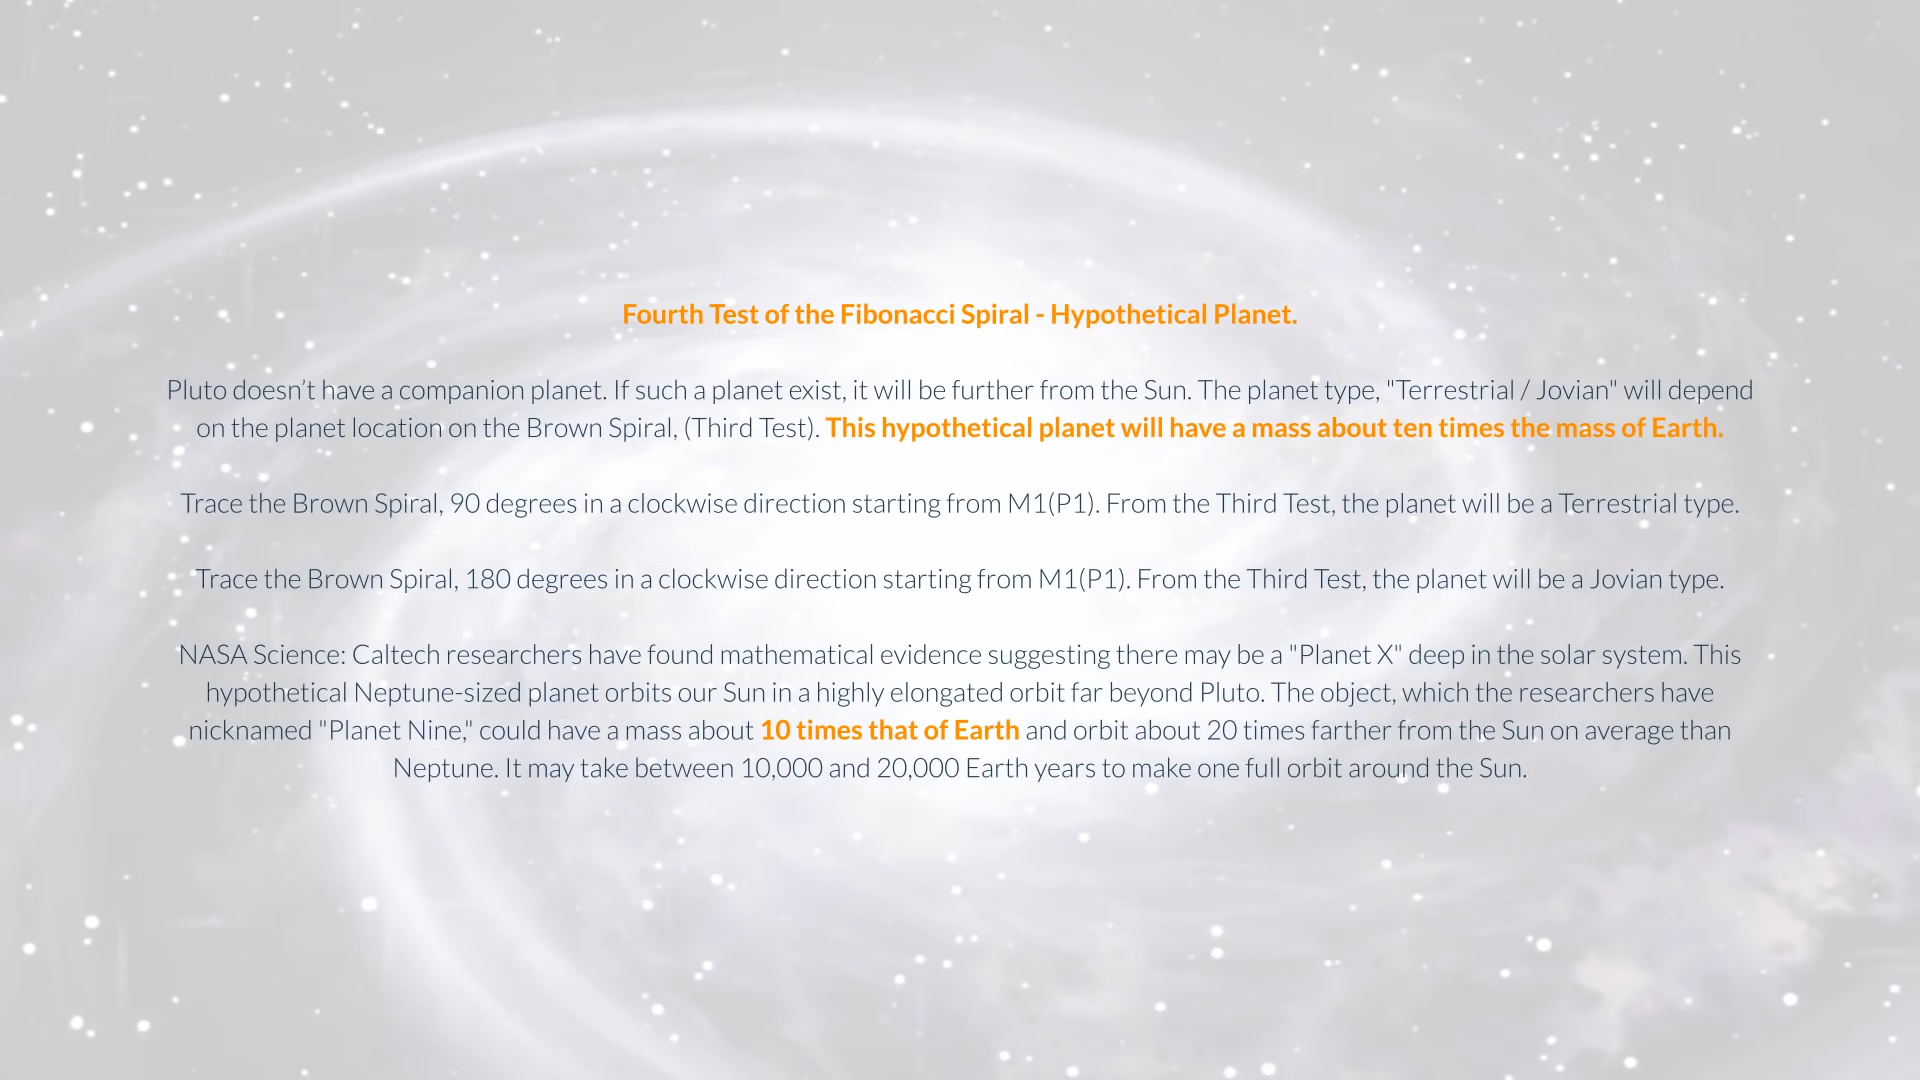 Fourth Test of the Fibonacci Spiral - Hypothetical Planet.
Pluto doesn’t have a companion planet. If such a planet exist, it will be further from the Sun. The planet type, "Terrestrial / Jovian" will depend
on the planet location on the Brown Spiral, (Third Test). This hypothetical planet will have a mass about ten times the mass of Earth.
Trace the Brown Spiral, 90 degrees in a clockwise direction starting from M1(P1). From the Third Test, the planet will be a Terrestrial type.
Trace the Brown Spiral, 180 degrees in a clockwise direction starting from M1(P1). From the Third Test, the planet will be a Jovian type.
NASA Science: Caltech researchers have found mathematical evidence suggesting there may be a "Planet X" deep in the solar system. This
hypothetical Neptune-sized planet orbits our Sun in a highly elongated orbit far beyond Pluto. The object, which the researchers have
nicknamed "Planet Nine," could have a mass about 10 times that of Earth and orbit about 20 times farther from the Sun on average than
Neptune. It may take between 10,000 and 20,000 Earth years to make one full orbit around the Sun.